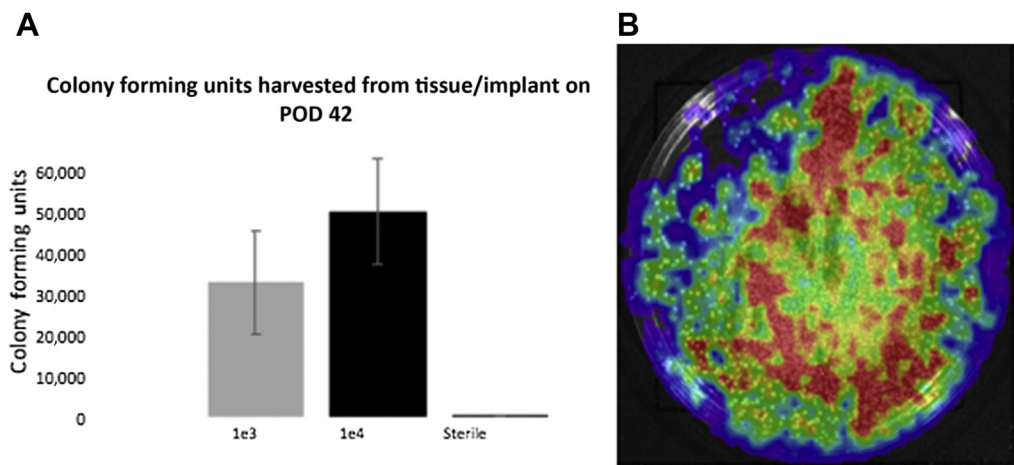 A
B
Colony forming units harvested from tissue/implant on
POD 42
Colony forming units
60,000
50,000
40,000
30,000
20,000
10,000
0
1e3
1e4
Sterile